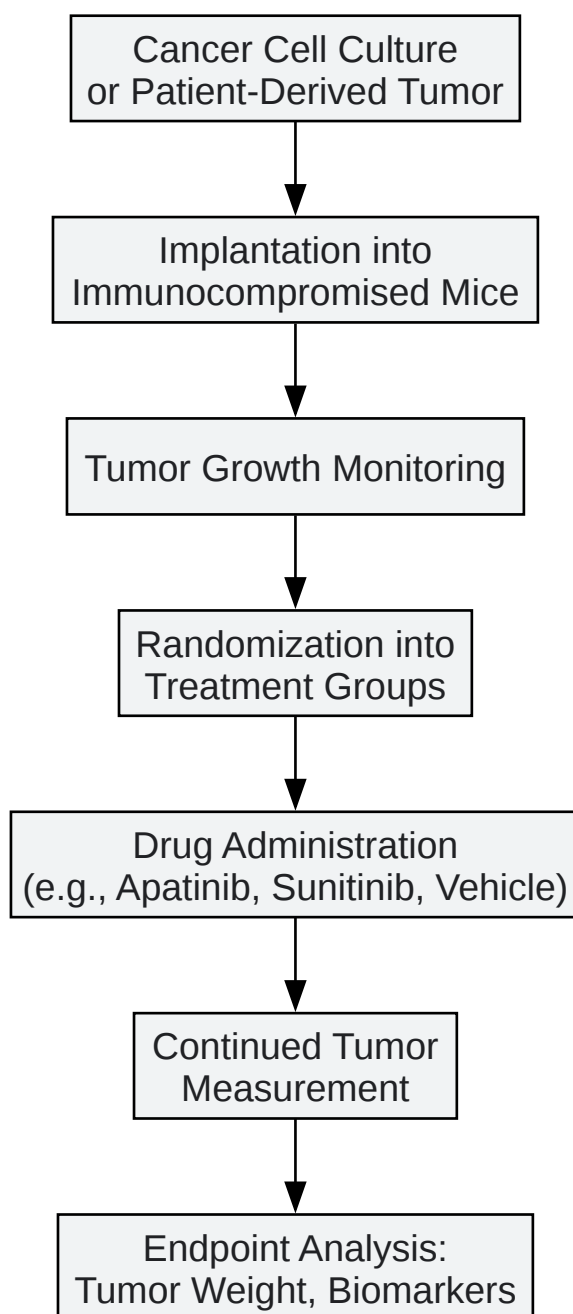 Cancer Cell Culture
or Patient-Derived Tumor
Implantation into
Immunocompromised Mice
Tumor Growth Monitoring
Randomization into
Treatment Groups
Drug Administration
(e.g., Apatinib, Sunitinib, Vehicle)
Continued Tumor
Measurement
Endpoint Analysis:
Tumor Weight, Biomarkers